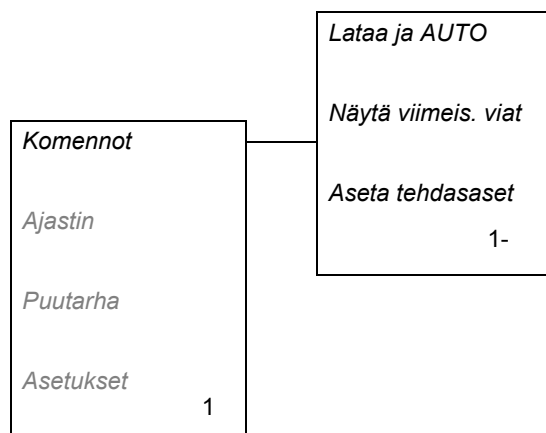 Lataa ja AUTO
Näytä viimeis. viat
Aseta tehdasaset
1-
Komennot
Ajastin
Puutarha
Asetukset
1